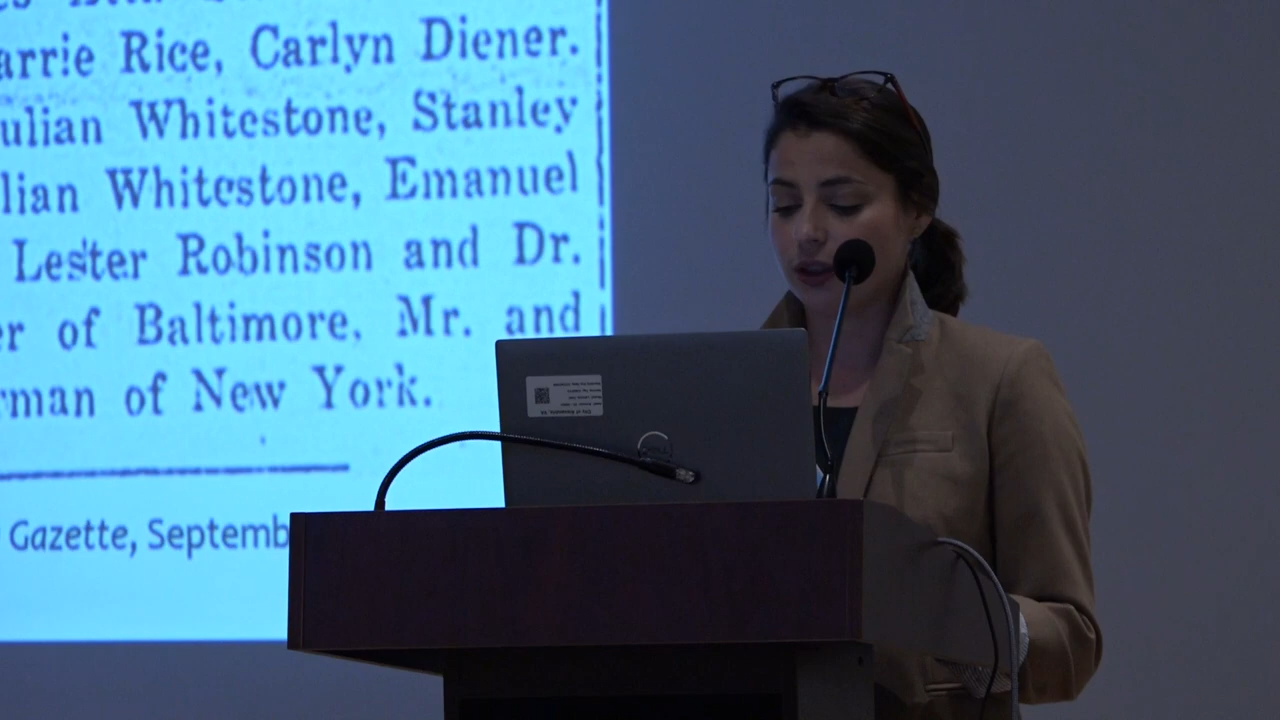 arrie Rice, Carlyn Diener.
ulian Whitestone, Stanley
lian Whitestone, Emanuel
Lester Robinson and Dr.
er of Baltimore, Mr. and
rman of New York.
Gazette, Septemb
DELL